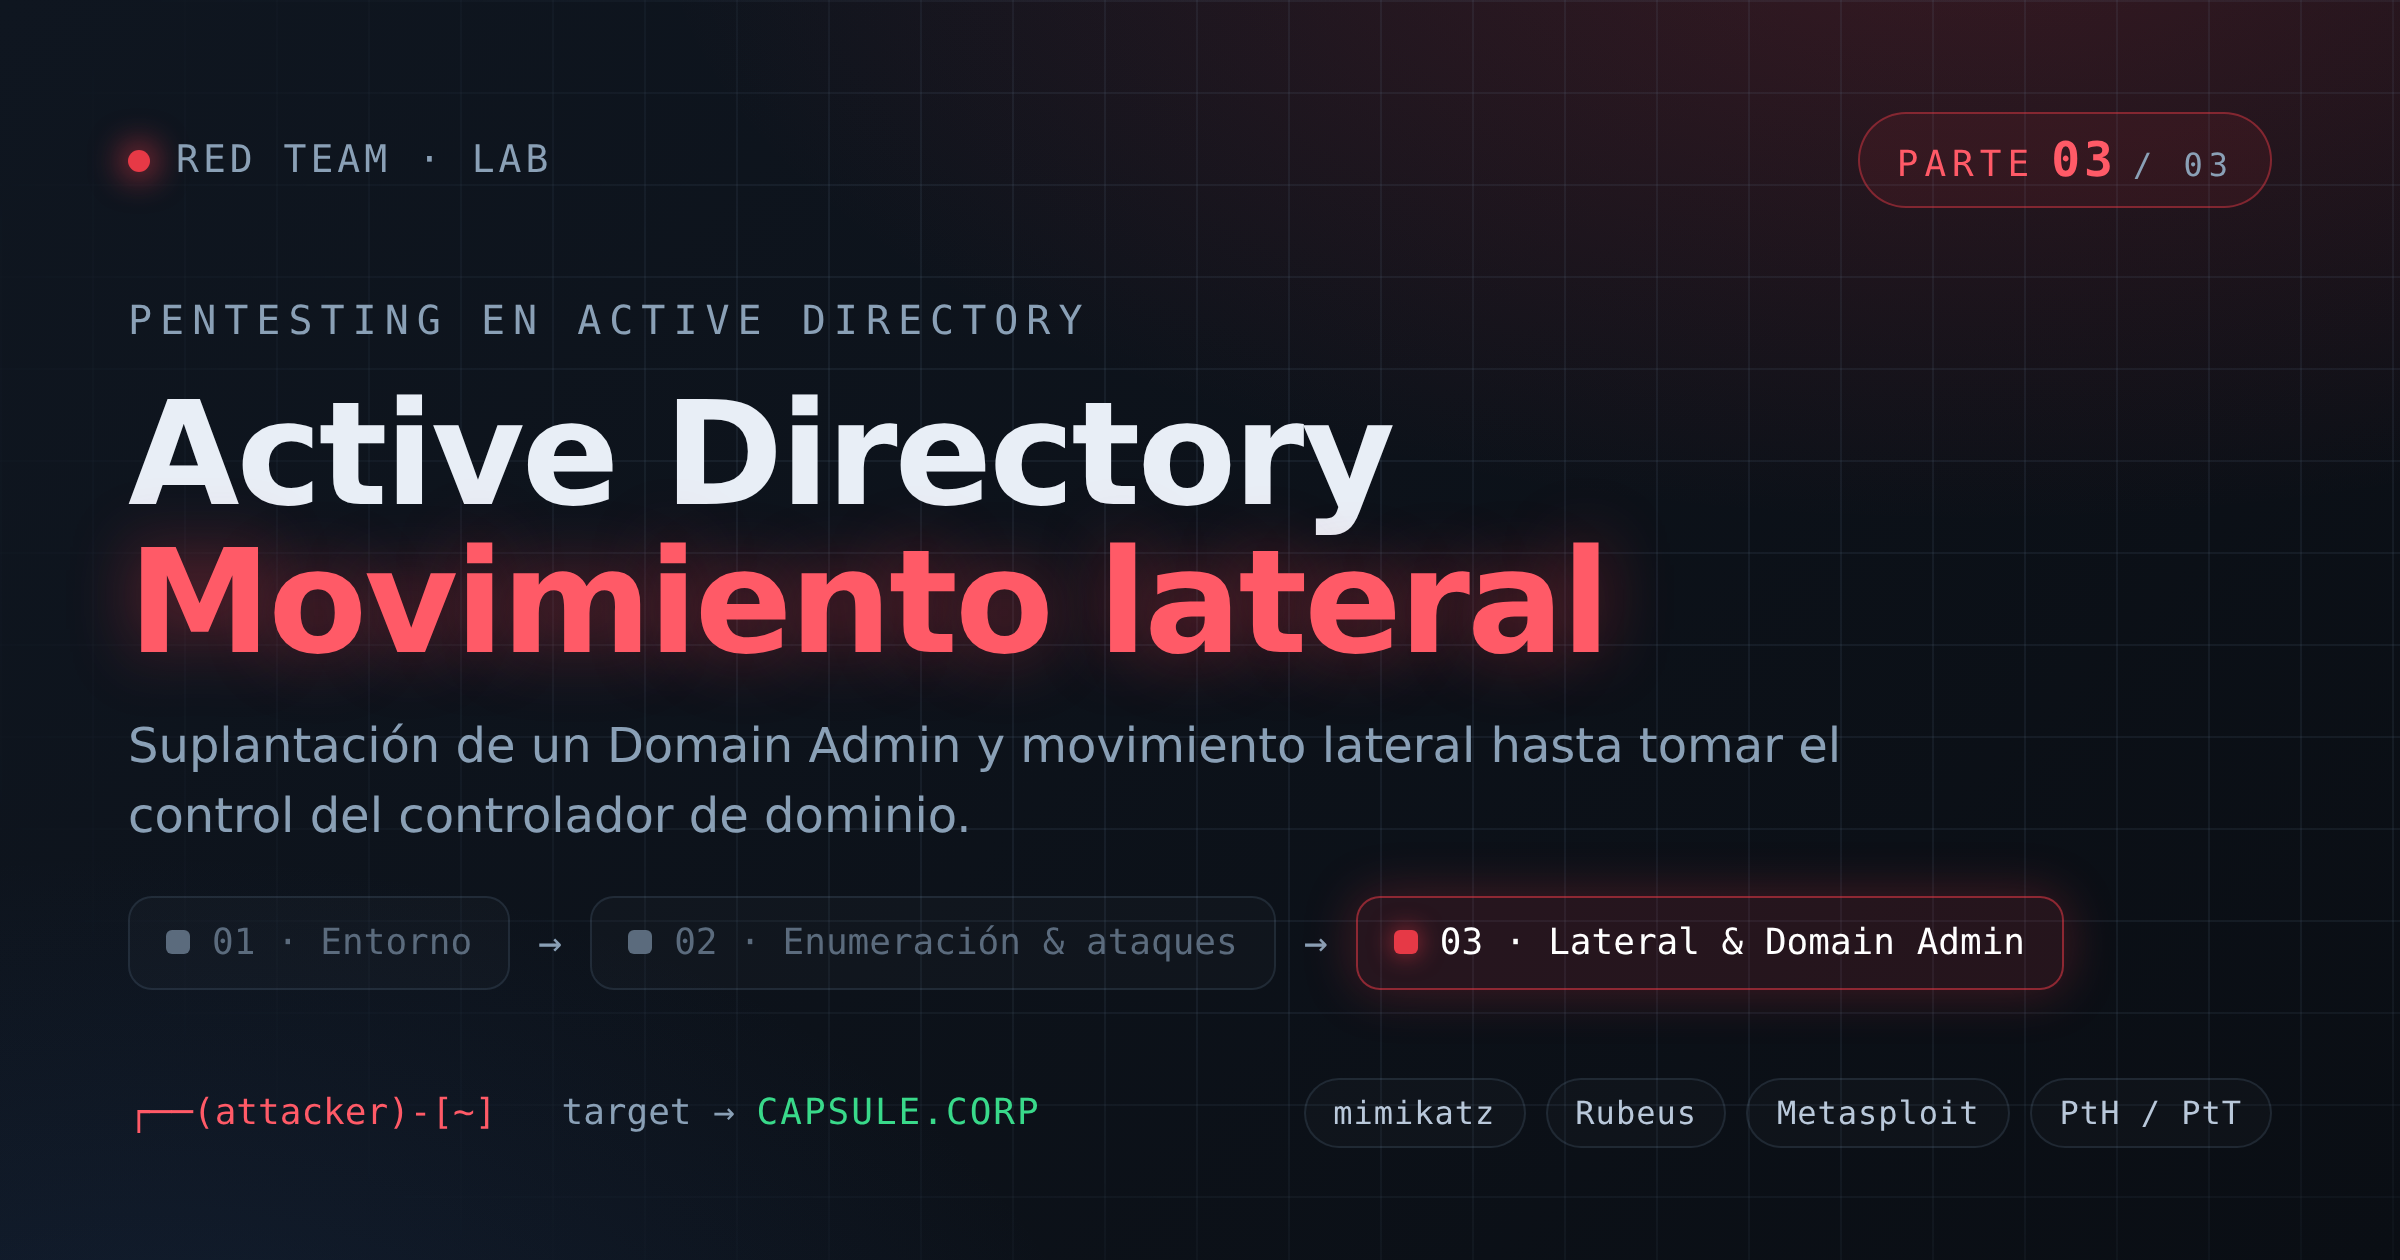 RED TEAM · LAB
PARTE 03 / 03
PENTESTING EN ACTIVE DIRECTORY
Active Directory
Movimiento lateral
Suplantación de un Domain Admin y movimiento lateral hasta tomar el
control del controlador de dominio.
01 · Entorno → 02 · Enumeración & ataques → 03 · Lateral & Domain Admin
┌──(attacker)-[~] target → CAPSULE.CORP
mimikatz Rubeus Metasploit PtH / PtT